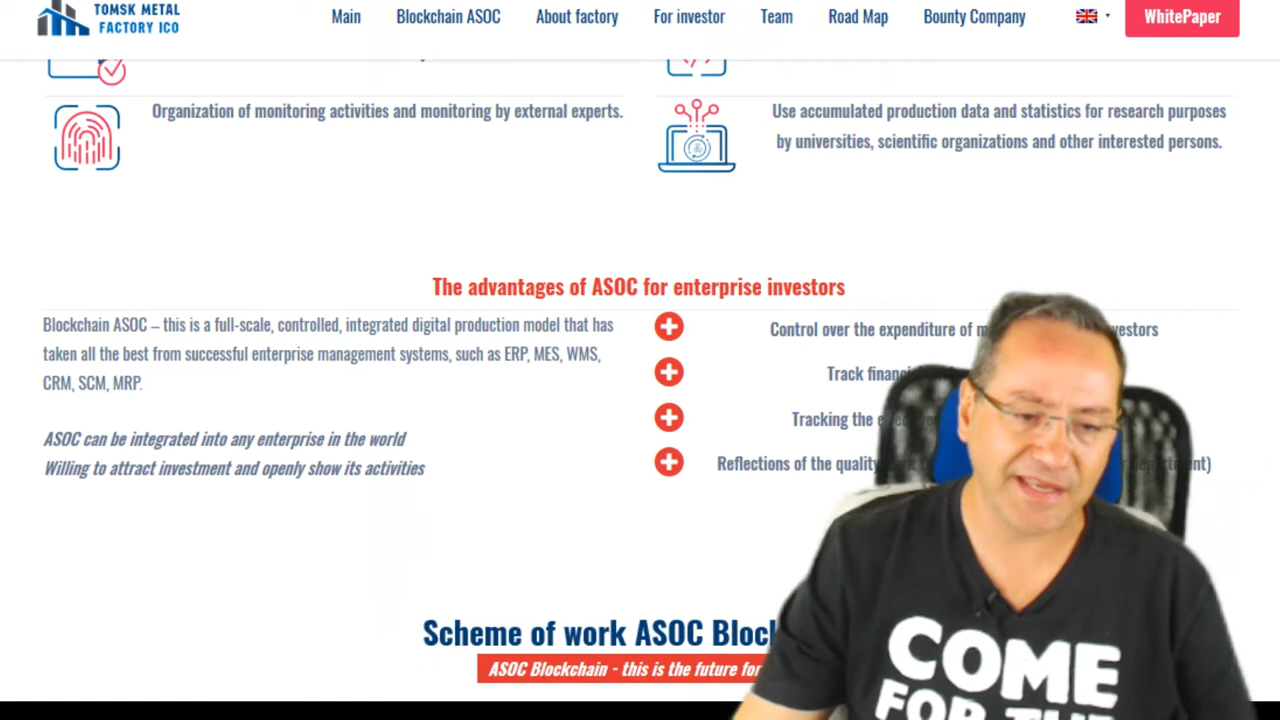 TOMSK METAL
FACTORY ICO
Main
Blockchain ASOC
About factory
For investor
Team
Road Map
Bounty Company
WhitePaper
Organization of monitoring activities and monitoring by external experts.
Use accumulated production data and statistics for research purposes
by universities, scientific organizations and other interested persons.
The advantages of ASOC for enterprise investors
Blockchain ASOC – this is a full-scale, controlled, integrated digital production model that has
taken all the best from successful enterprise management systems, such as ERP, MES, WMS,
CRM, SCM, MRP.
ASOC can be integrated into any enterprise in the world
Willing to attract investment and openly show its activities
Control over the expenditure of
Track
Tracking the
Reflections of the quality
Scheme of work ASOC
ASOC Blockchain - this is the future for
COME
FOR THE